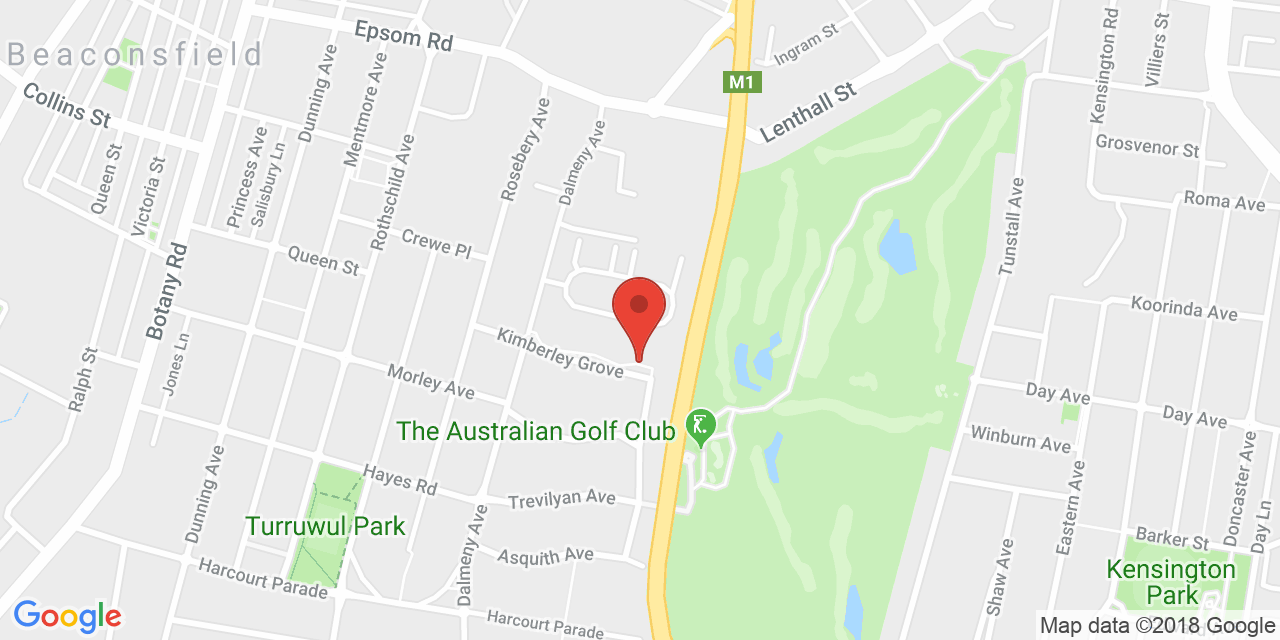 Epsom Rd
Beaconsfield
Collins St
Dunning Ave
Mentmore Ave
Princess Ave
Salisbury Ln
Queen St
Victoria St
Rothschild Ave
Rosebery Ave
Dalmeny Ave
M1
Ingram St
Lenthall St
Kensington Rd
Villiers St
Grosvenor St
Roma Ave
Tunstall Ave
Crewe Pl
Queen St
Botany Rd
Jones Ln
Ralph St
Kimberley Grove
Morley Ave
Koorinda Ave
Day Ave
Day Ave
Winburn Ave
The Australian Golf Club
Hayes Rd
Trevilyan Ave
Dunning Ave
Turruwul Park
Dalmeny Ave
Asquith Ave
Harcourt Parade
Harcourt Parade
Eastern Ave
Doncaster Ave
Day Ln
Barker St
Shaw Ave
Kensington
Park
Google
Map data ©2018 Google